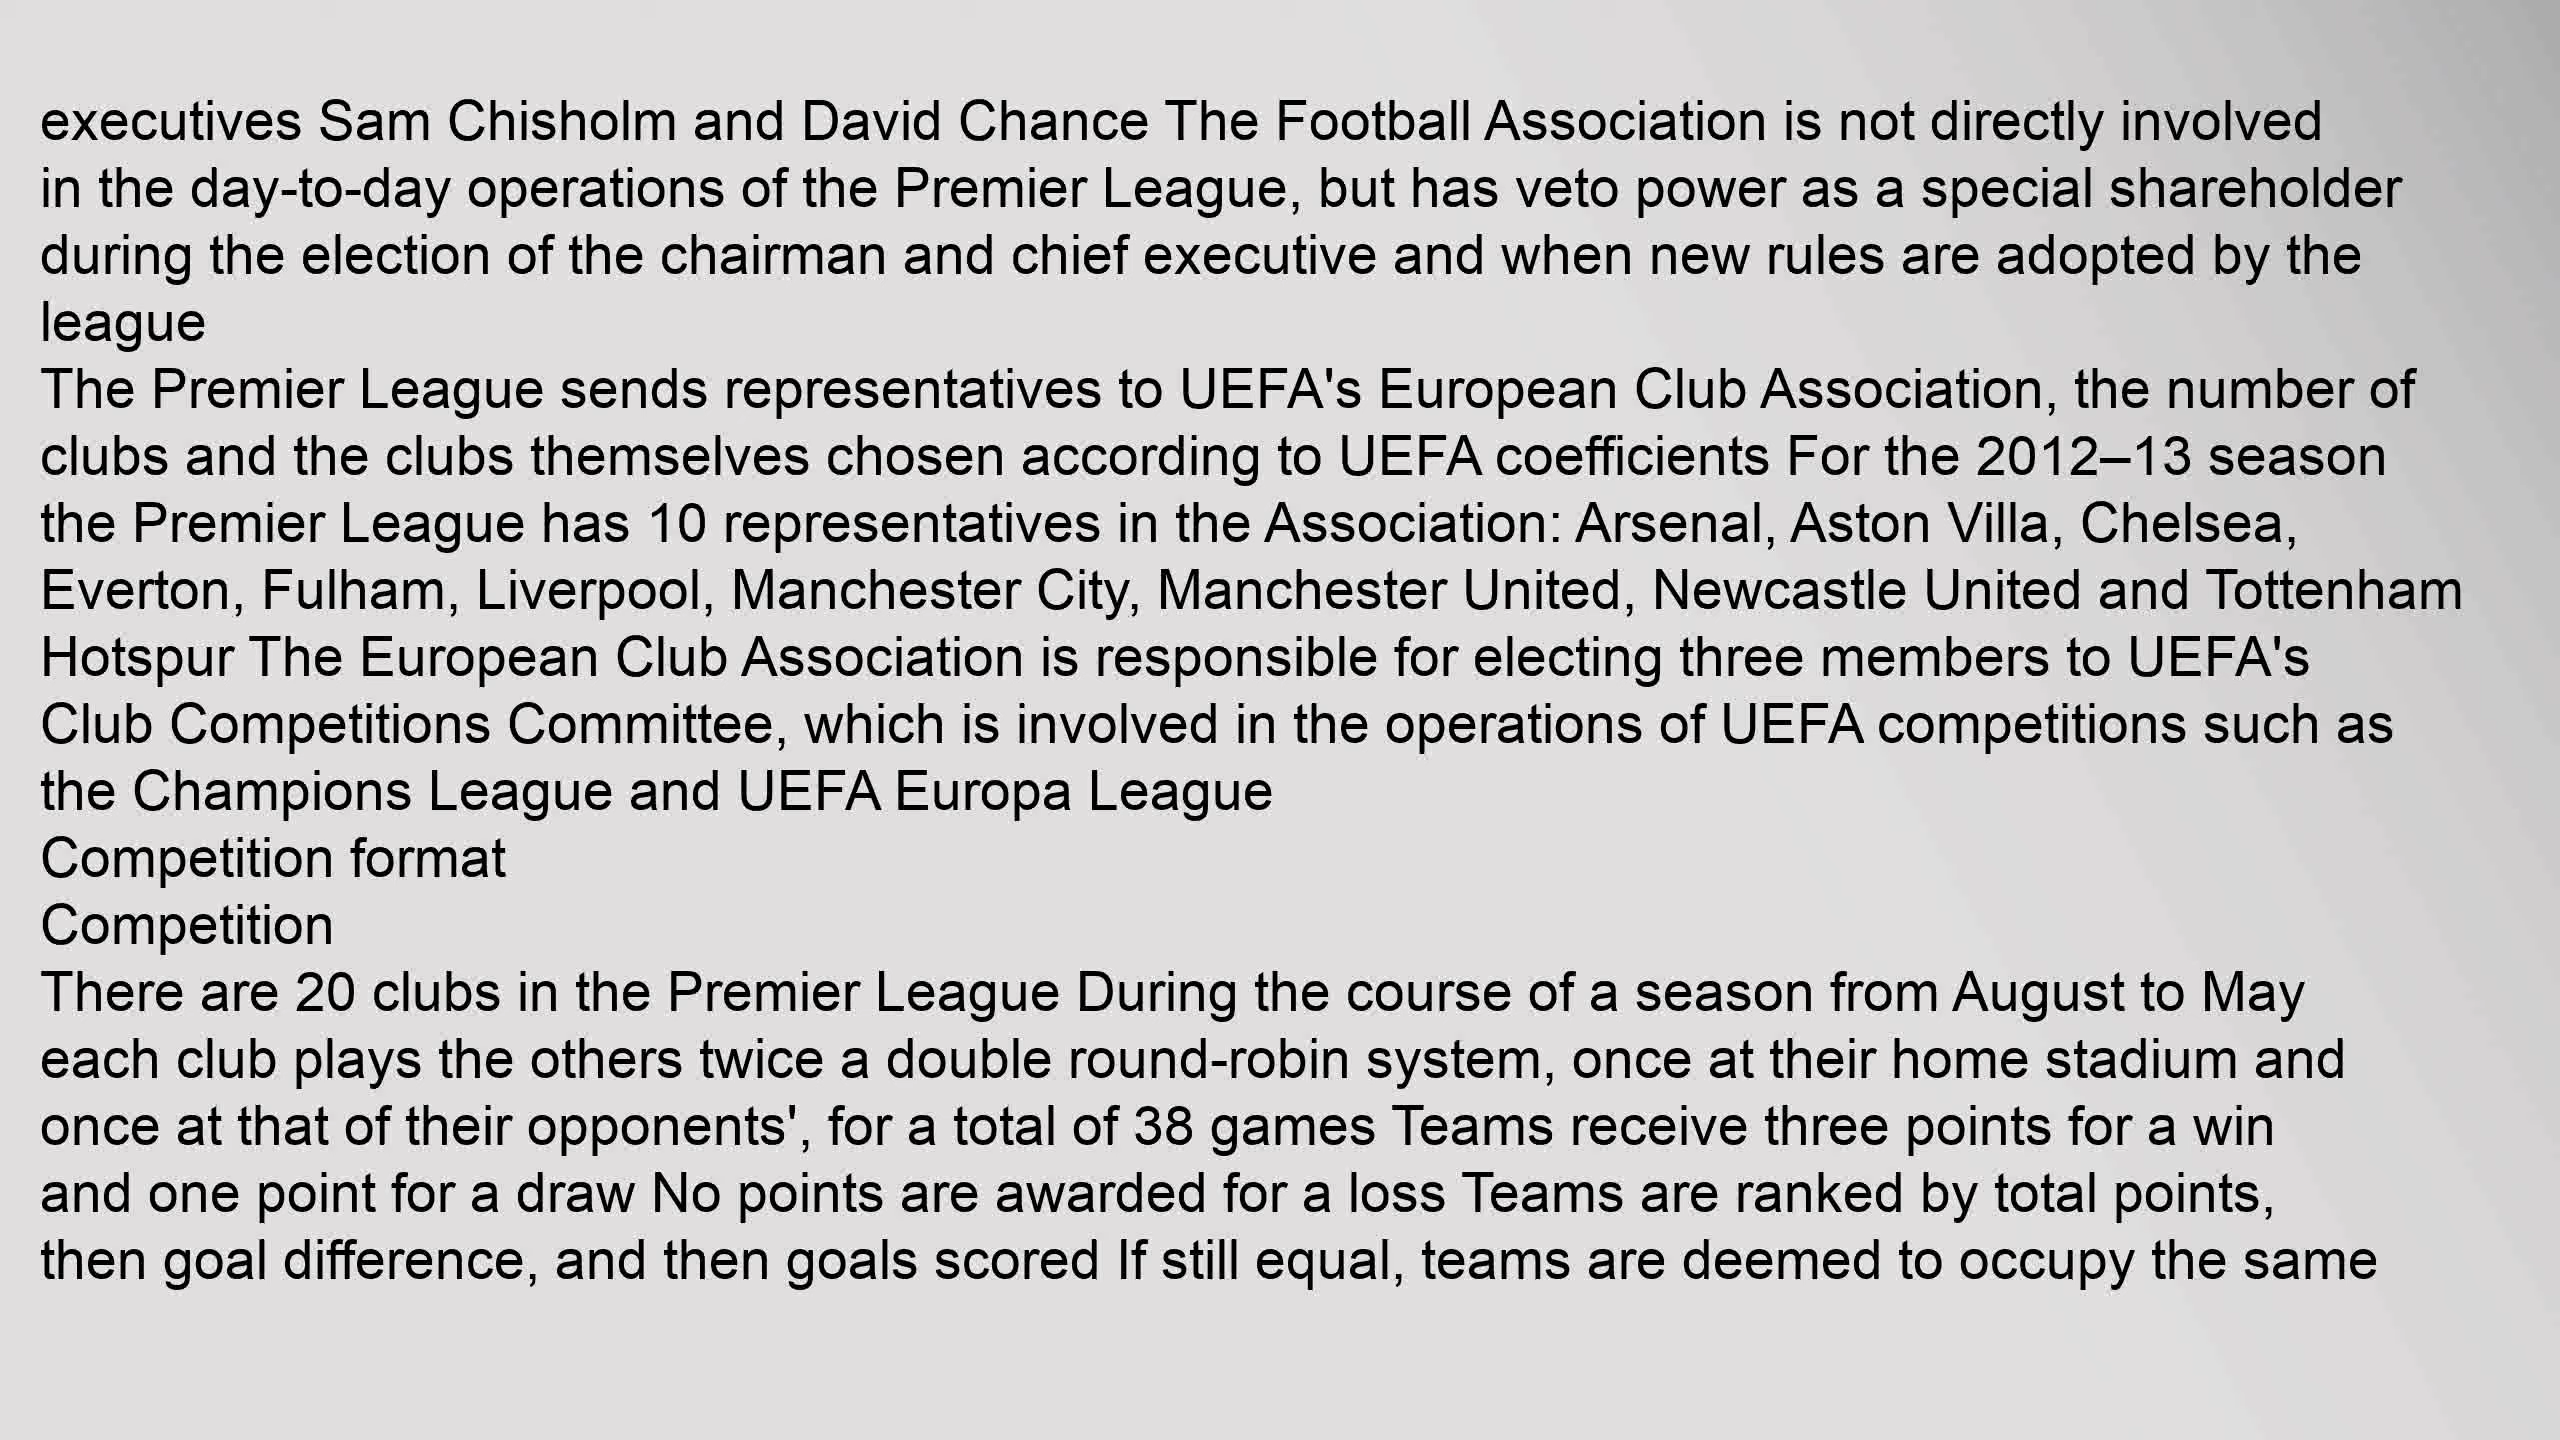 executives Sam Chisholm and David Chance The Football Association is not directly involved
in the day-to-day operations of the Premier League, but has veto power as a special shareholder
during the election of the chairman and chief executive and when new rules are adopted by the
league
The Premier League sends representatives to UEFA's European Club Association, the number of
clubs and the clubs themselves chosen according to UEFA coefficients For the 2012–13 season
the Premier League has 10 representatives in the Association: Arsenal, Aston Villa, Chelsea,
Everton, Fulham, Liverpool, Manchester City, Manchester United, Newcastle United and Tottenham
Hotspur The European Club Association is responsible for electing three members to UEFA's
Club Competitions Committee, which is involved in the operations of UEFA competitions such as
the Champions League and UEFA Europa League
Competition format
Competition
There are 20 clubs in the Premier League During the course of a season from August to May
each club plays the others twice a double round-robin system, once at their home stadium and
once at that of their opponents', for a total of 38 games Teams receive three points for a win
and one point for a draw No points are awarded for a loss Teams are ranked by total points,
then goal difference, and then goals scored If still equal, teams are deemed to occupy the same